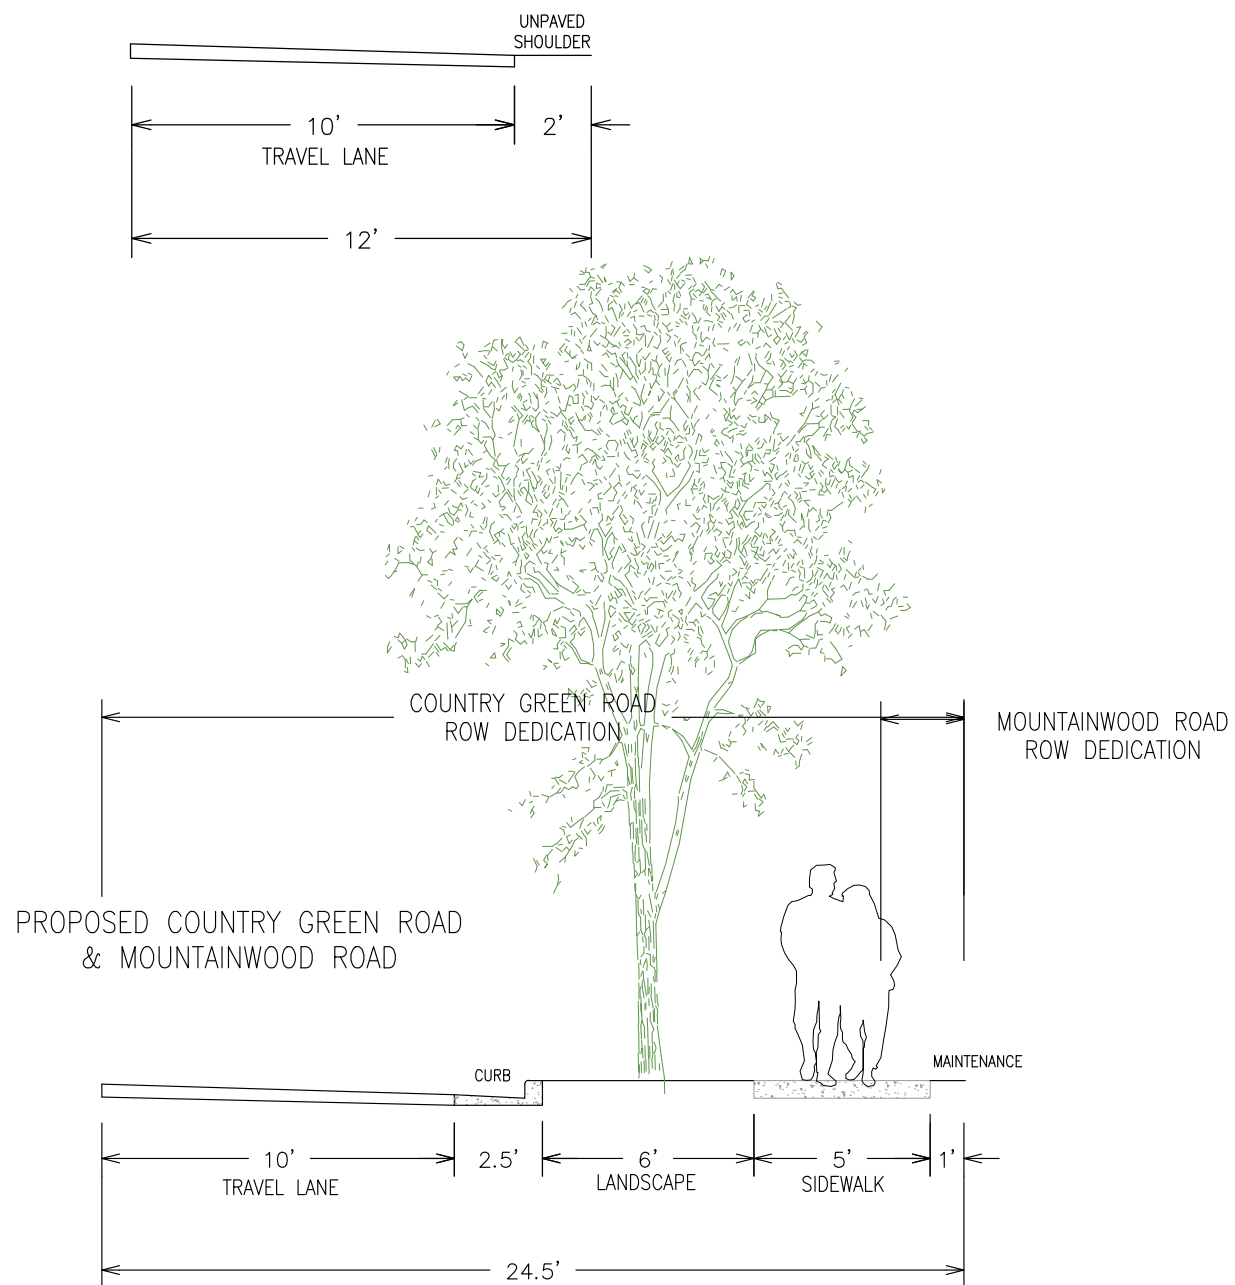 UNPAVED
SHOULDER
10' 2'
TRAVEL LANE
12'
COUNTRY GREEN ROAD
ROW DEDICATION
MOUNTAINWOOD ROAD
ROW DEDICATION
PROPOSED COUNTRY GREEN ROAD
& MOUNTAINWOOD ROAD
CURB
MAINTENANCE
10' 2.5' 6' 5' 1'
TRAVEL LANE LANDSCAPE SIDEWALK
24.5'